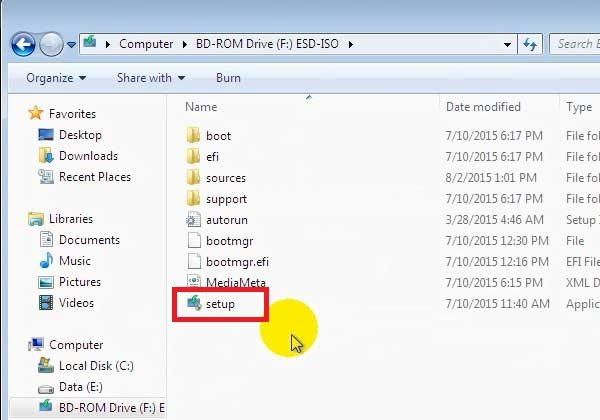 Computer BD-ROM Drive (F:) ESD-ISO Search E
Organize Share with Burn
Name Date modified Type
Favorites
Desktop
Downloads
Recent Places
Libraries
Documents
Music
Pictures
Videos
Computer
Local Disk (C:)
Data (E:)
BD-ROM Drive (F:) E
boot 7/10/2015 6:17 PM File fo
efi 7/10/2015 6:17 PM File fo
sources 8/2/2015 1:01 PM File fo
support 7/10/2015 6:17 PM File fo
autorun 3/28/2015 4:46 AM Setup I
bootmgr 7/10/2015 12:30 PM File
bootmgr.efi 7/10/2015 12:16 PM EFI File
MediaMeta 7/10/2015 6:15 PM XML D
setup 7/10/2015 11:40 AM Applic